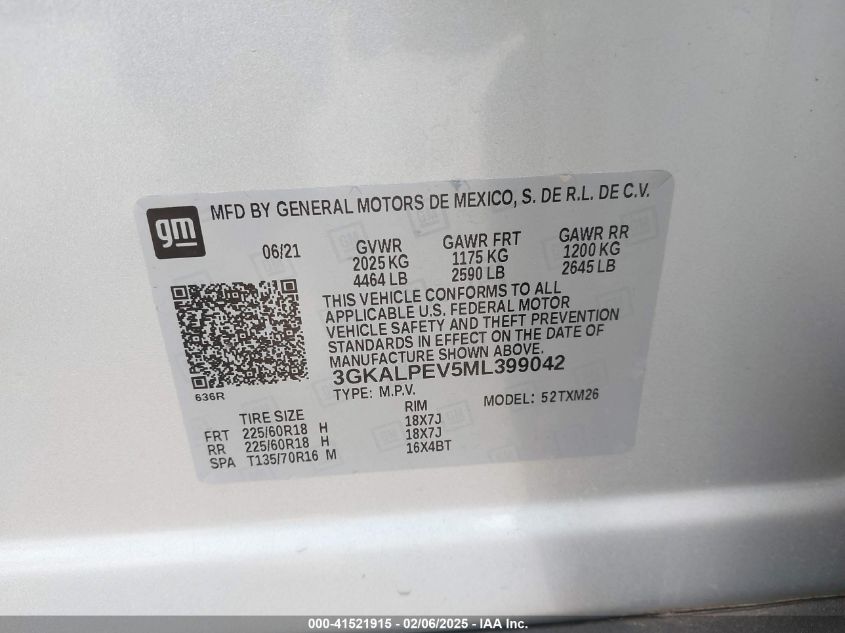 gm
MFD BY GENERAL MOTORS DE MEXICO, S. DE R.L. DE C.V.
06/21 GVWR GAWR FRT GAWR RR
2025 KG 1175 KG 1200 KG
4464 LB 2590 LB 2645 LB
THIS VEHICLE CONFORMS TO ALL
APPLICABLE U.S. FEDERAL MOTOR
VEHICLE SAFETY AND THEFT PREVENTION
STANDARDS IN EFFECT ON THE DATE OF
MANUFACTURE SHOWN ABOVE.
3GKALPEV5ML399042
636R
TYPE: M.P.V. MODEL: 52TXM26
TIRE SIZE RIM
FRT 225/60R18 H 18X7J
RR 225/60R18 H 18X7J
SPA T135/70R16 M 16X4BT
000-41521915 - 02/06/2025 - IAA Inc.